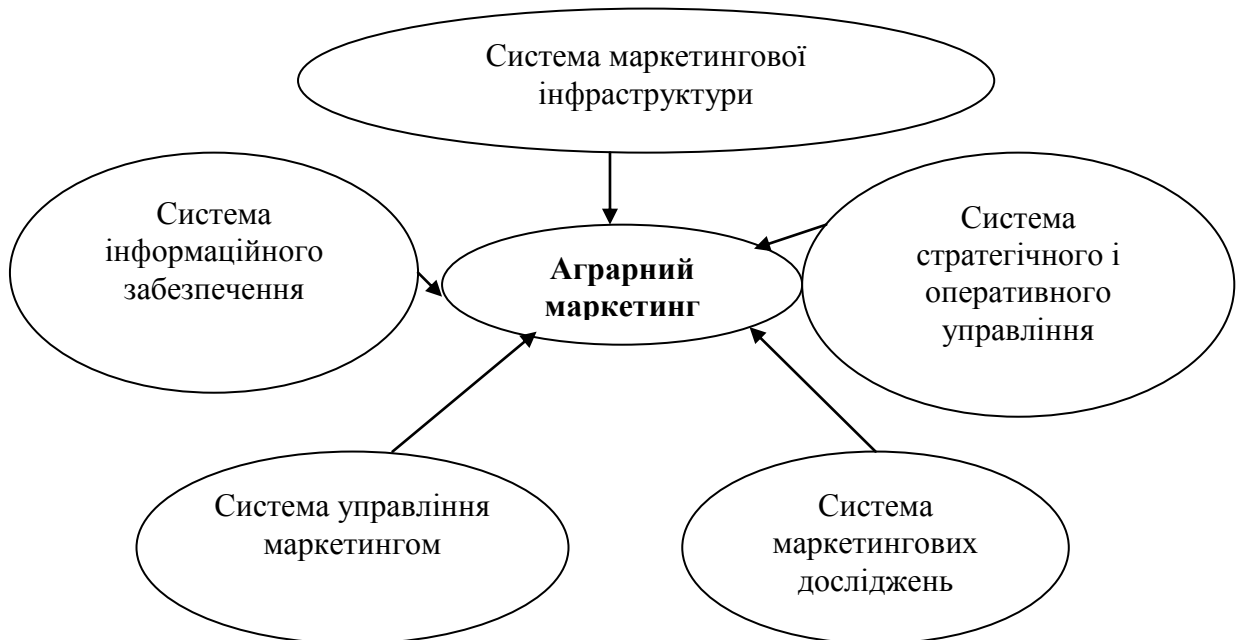 Система маркетингової
інфраструктури
Система
інформаційного
забезпечення
Аграрний
маркетинг
Система
стратегічного і
оперативного
управління
Система управління
маркетингом
Система
маркетингових
досліджень